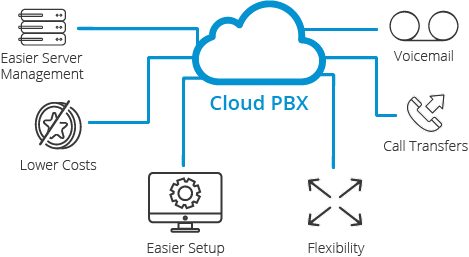 Easier Server
Management
Voicemail
Cloud PBX
Lower Costs
Call Transfers
Easier Setup
Flexibility